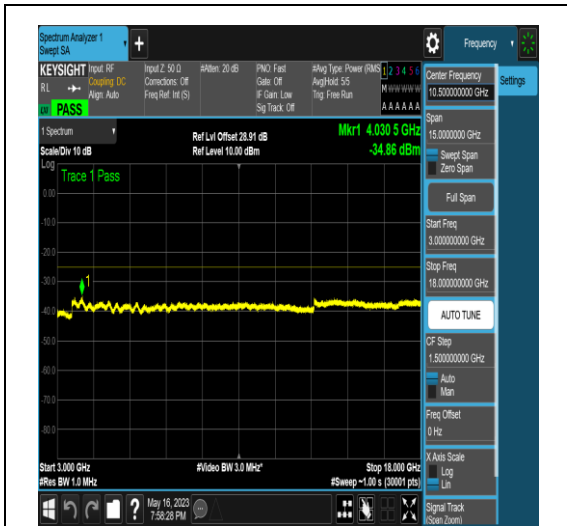 Spectrum Analyzer 1
Swept SA
+
Frequency
KEYSIGHT
RL
Input: RF
Coupling: DC
Align: Auto
Input Z: 50 Ω
Corrections: Off
Freq Ref: Int (S)
#Atten: 20 dB
PNO: Fast
Gate: Off
IF Gain: Low
Sig Track: Off
#Avg Type: Power (RMS
Avg|Hold: 5/5
Trig: Free Run
1 2 3 4 5 6
M W W W W W
A A A A A A
PASS
1 Spectrum
Scale/Div 10 dB
Ref Lvl Offset 28.91 dB
Ref Level 10.00 dBm
Mkr1 4.030 5 GHz
-34.86 dBm
Log
Trace 1 Pass
0.00
-10.0
-20.0
-30.0
-40.0
-50.0
-60.0
-70.0
-80.0
1
Start 3.000 GHz
#Res BW 1.0 MHz
#Video BW 3.0 MHz*
Stop 18.000 GHz
#Sweep ~1.00 s (30001 pts)
Center Frequency
10.500000000 GHz
Settings
Span
15.0000000 GHz
Swept Span
Zero Span
Full Span
Start Freq
3.000000000 GHz
Stop Freq
18.000000000 GHz
AUTO TUNE
CF Step
1.500000000 GHz
Auto
Man
Freq Offset
0 Hz
X Axis Scale
Log
Lin
Signal Track
(Span Zoom)
?
May 16, 2023
7:58:28 PM